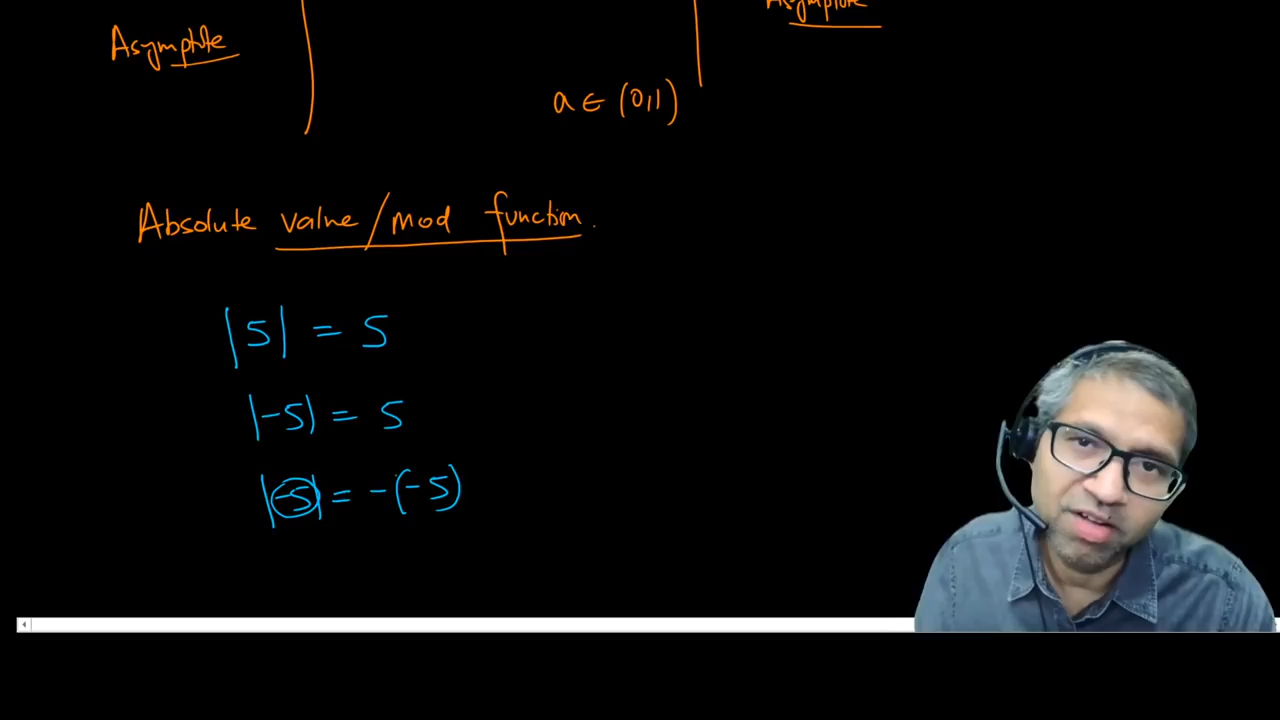 Asymptote
Asymptote
a ∈ (0,1)
Absolute value/mod function.
|5| = 5
|-5| = 5
|-5| = -(-5)